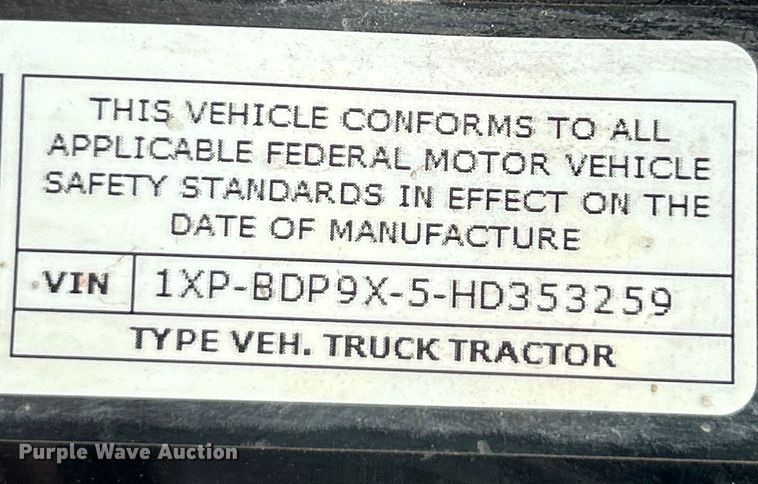 THIS VEHICLE CONFORMS TO ALL
APPLICABLE FEDERAL MOTOR VEHICLE
SAFETY STANDARDS IN EFFECT ON THE
DATE OF MANUFACTURE
VIN 1XP-BDP9X-5-HD353259
TYPE VEH. TRUCK TRACTOR
Purple Wave Auction